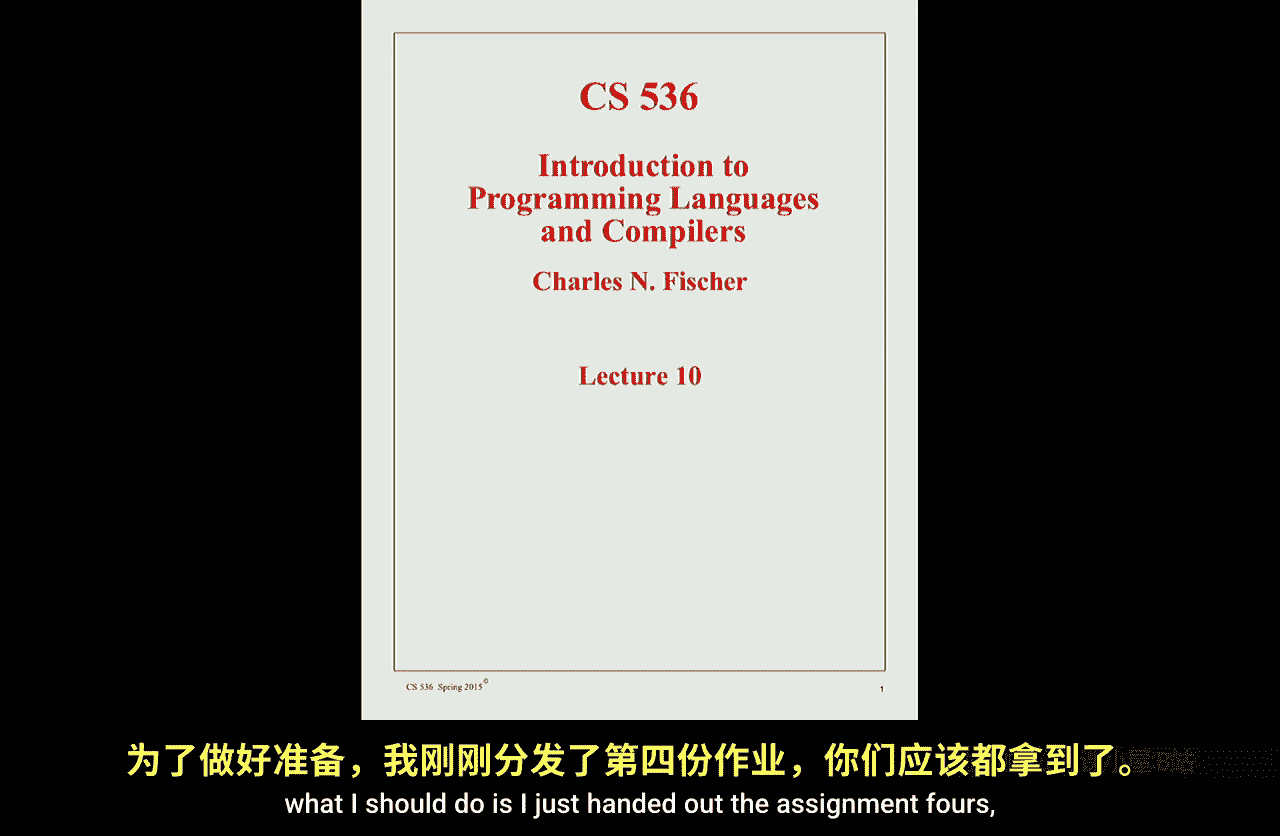 CS 536
Introduction to
Programming Languages
and Compilers
Charles N. Fischer
Lecture 10
CS 536 Spring 2015©
1
为了做好准备，我刚刚分发了第四份作业，你们应该都拿到了。
what I should do is I just handed out the assignment fours,